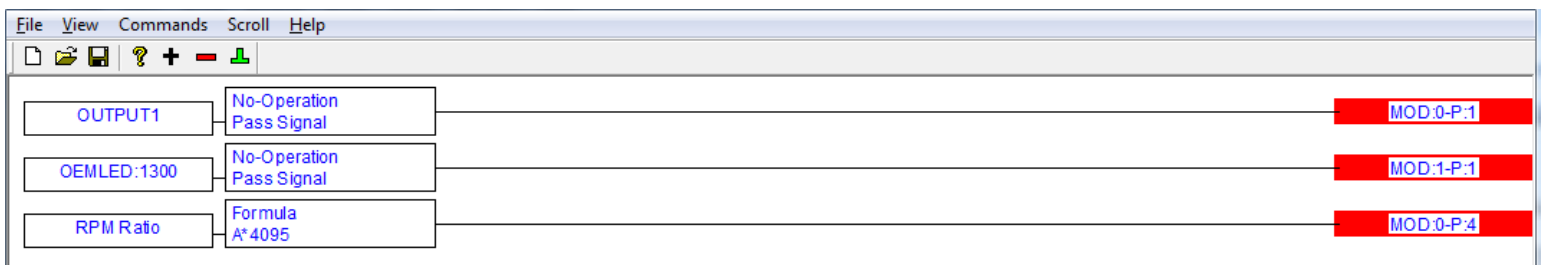 File View Commands Scroll Help
OUTPUT1
No-Operation
Pass Signal
MOD:0-P:1
OEMLED:1300
No-Operation
Pass Signal
MOD:1-P:1
RPM Ratio
Formula
A*4095
MOD:0-P:4